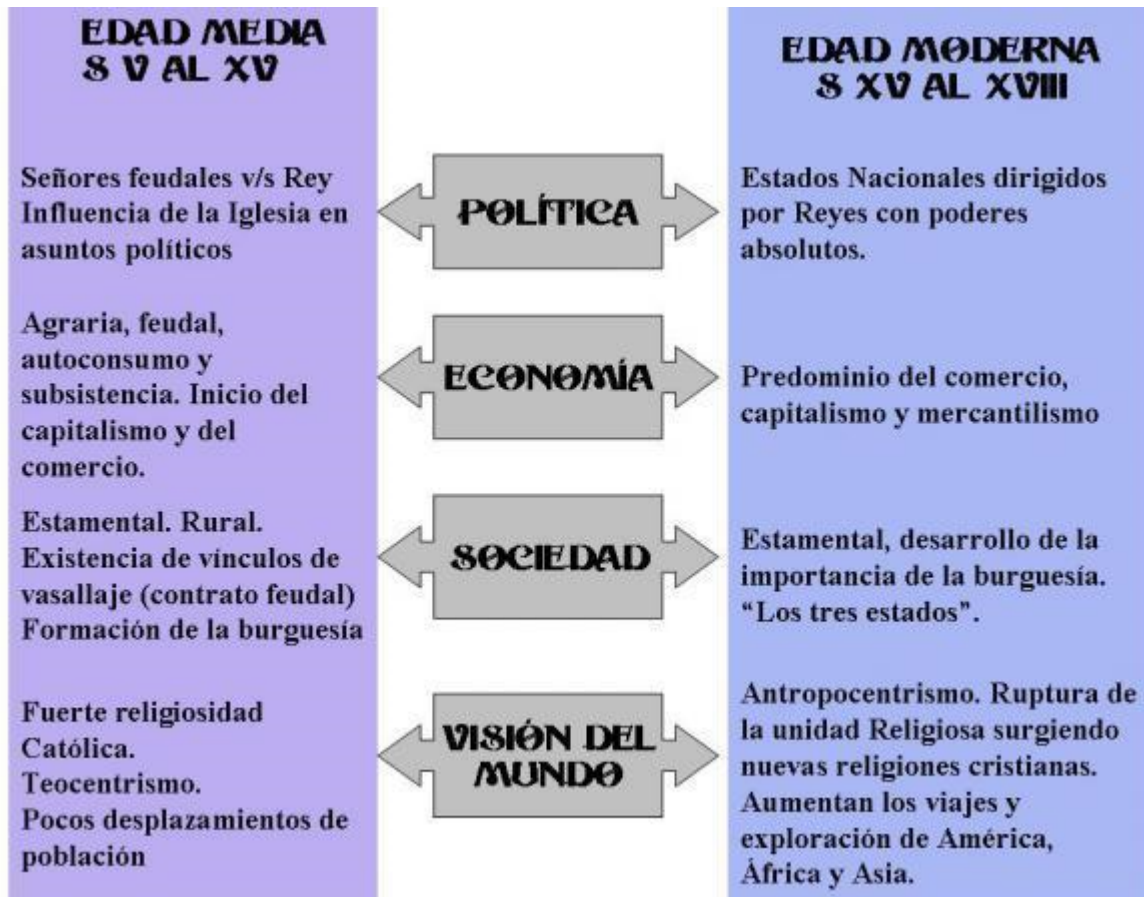 EDAD MEDIA
S V AL XV
EDAD MODERNA
S XV AL XVIII
Señores feudales v/s Rey
Influencia de la Iglesia en
asuntos políticos
POLÍTICA
Estados Nacionales dirigidos
por Reyes con poderes
absolutos.
Agraria, feudal,
autoconsumo y
subsistencia. Inicio del
capitalismo y del
comercio.
ECONOMÍA
Predominio del comercio,
capitalismo y mercantilismo
Estamental. Rural.
Existencia de vínculos de
vasallaje (contrato feudal)
Formación de la burguesía
SOCIEDAD
Estamental, desarrollo de la
importancia de la burguesía.
“Los tres estados”.
Fuerte religiosidad
Católica.
Teocentrismo.
Pocos desplazamientos de
población
VISIÓN DEL
MUNDO
Antropocentrismo. Ruptura de
la unidad Religiosa surgiendo
nuevas religiones cristianas.
Aumentan los viajes y
exploración de América,
África y Asia.